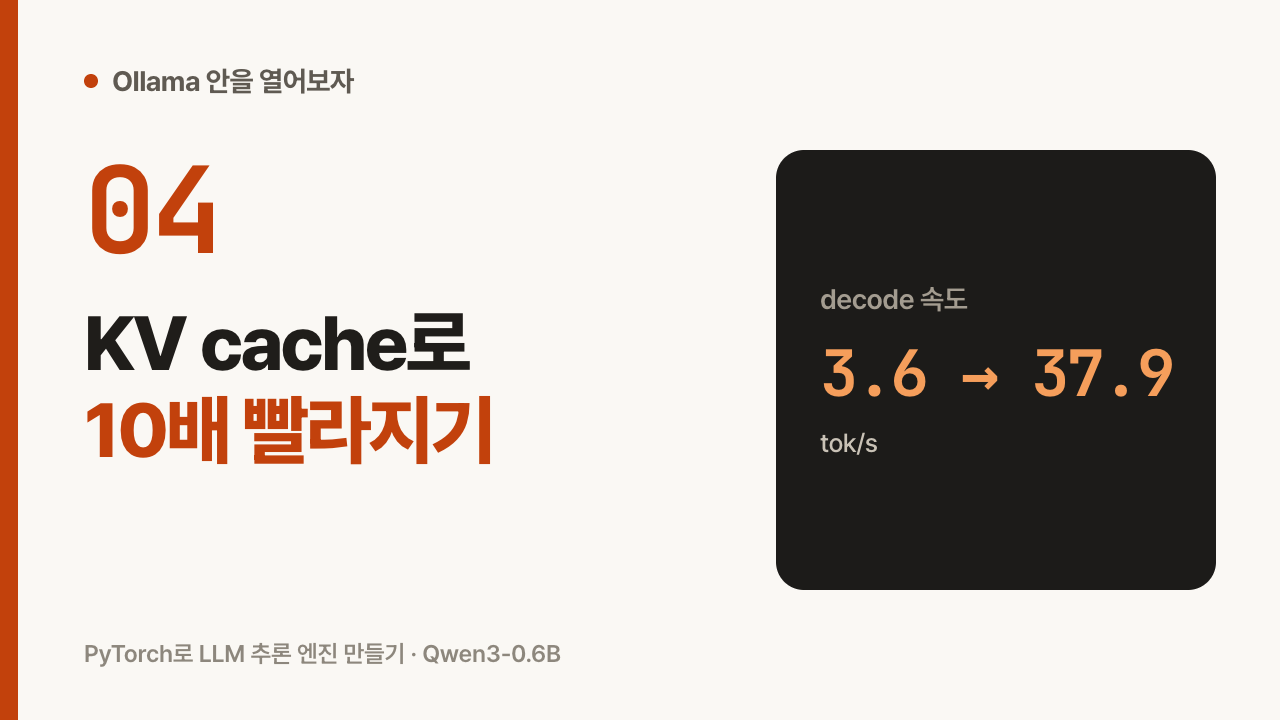 Ollama 안을 열어보자
04
KV cache로
10배 빨라지기
decode 속도
3.6 → 37.9
tok/s
PyTorch로 LLM 추론 엔진 만들기 · Qwen3-0.6B